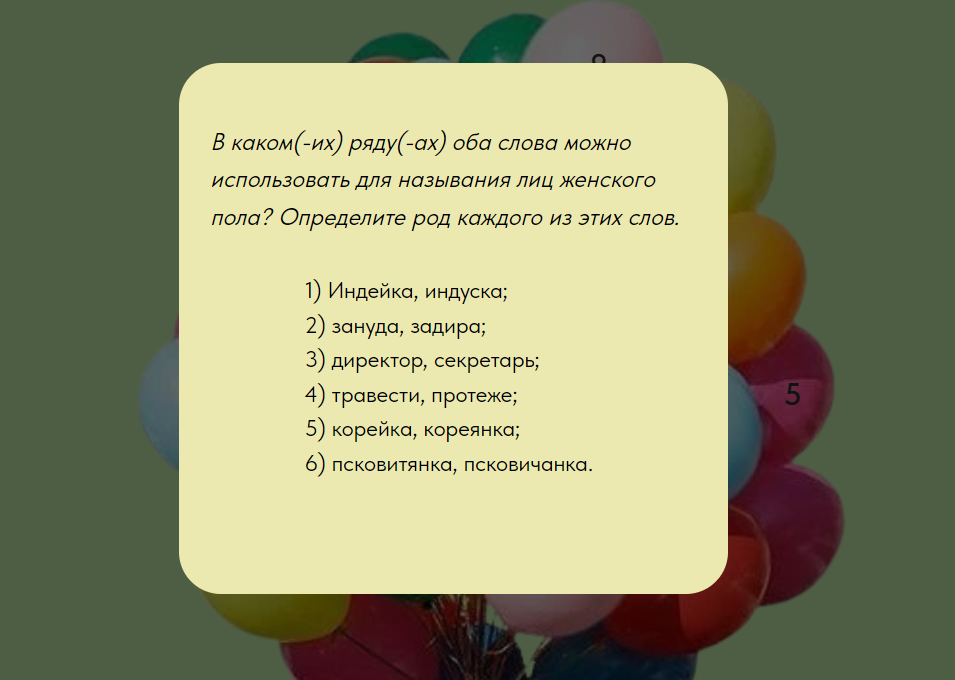 В каком(-их) ряду(-ах) оба слова можно
использовать для называния лиц женского
пола? Определите род каждого из этих слов.
1) Индейка, индуска;
2) зануда, задира;
3) директор, секретарь;
4) травести, протеже;
5) корейка, кореянка;
6) псковитянка, псковичанка.
5